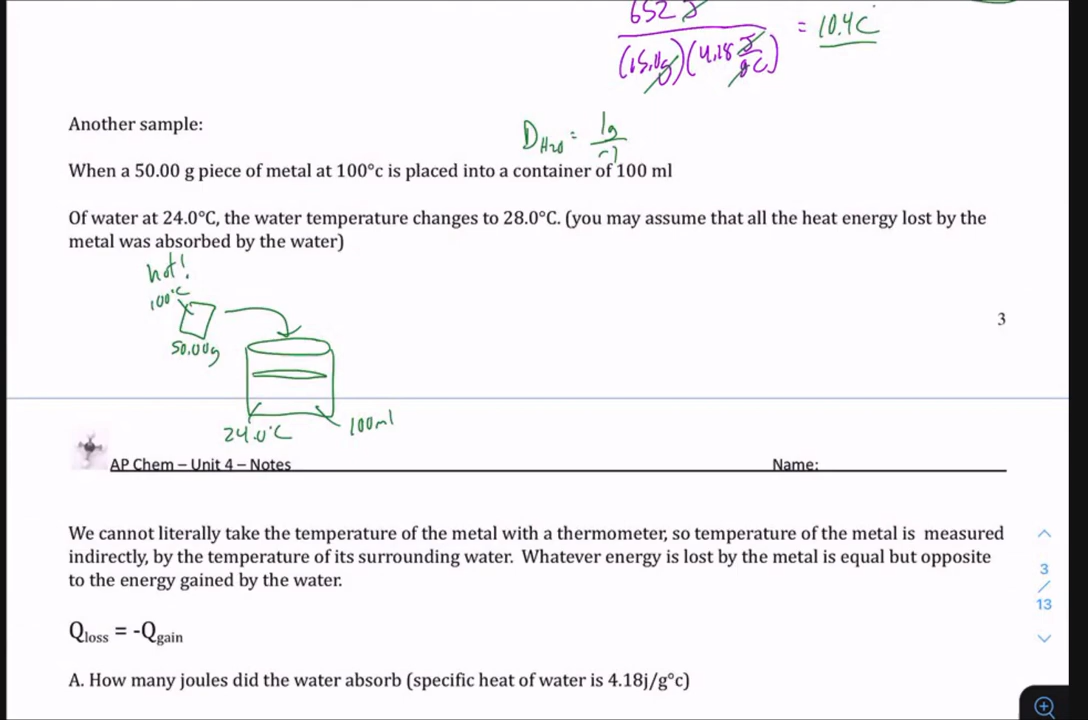 652 J
(15.0g)(4.18 J/g°C) = 10.4°C
Another sample:
D H2O = 1g
When a 50.00 g piece of metal at 100°c is placed into a container of 100 ml
Of water at 24.0°C, the water temperature changes to 28.0°C. (you may assume that all the heat energy lost by the
metal was absorbed by the water)
hot!
100°C
50.00g
3
24.0°C
100ml
AP Chem – Unit 4 – Notes Name:
We cannot literally take the temperature of the metal with a thermometer, so temperature of the metal is measured
indirectly, by the temperature of its surrounding water. Whatever energy is lost by the metal is equal but opposite
to the energy gained by the water.
3
/
13
Qloss = -Qgain
A. How many joules did the water absorb (specific heat of water is 4.18j/g°c)